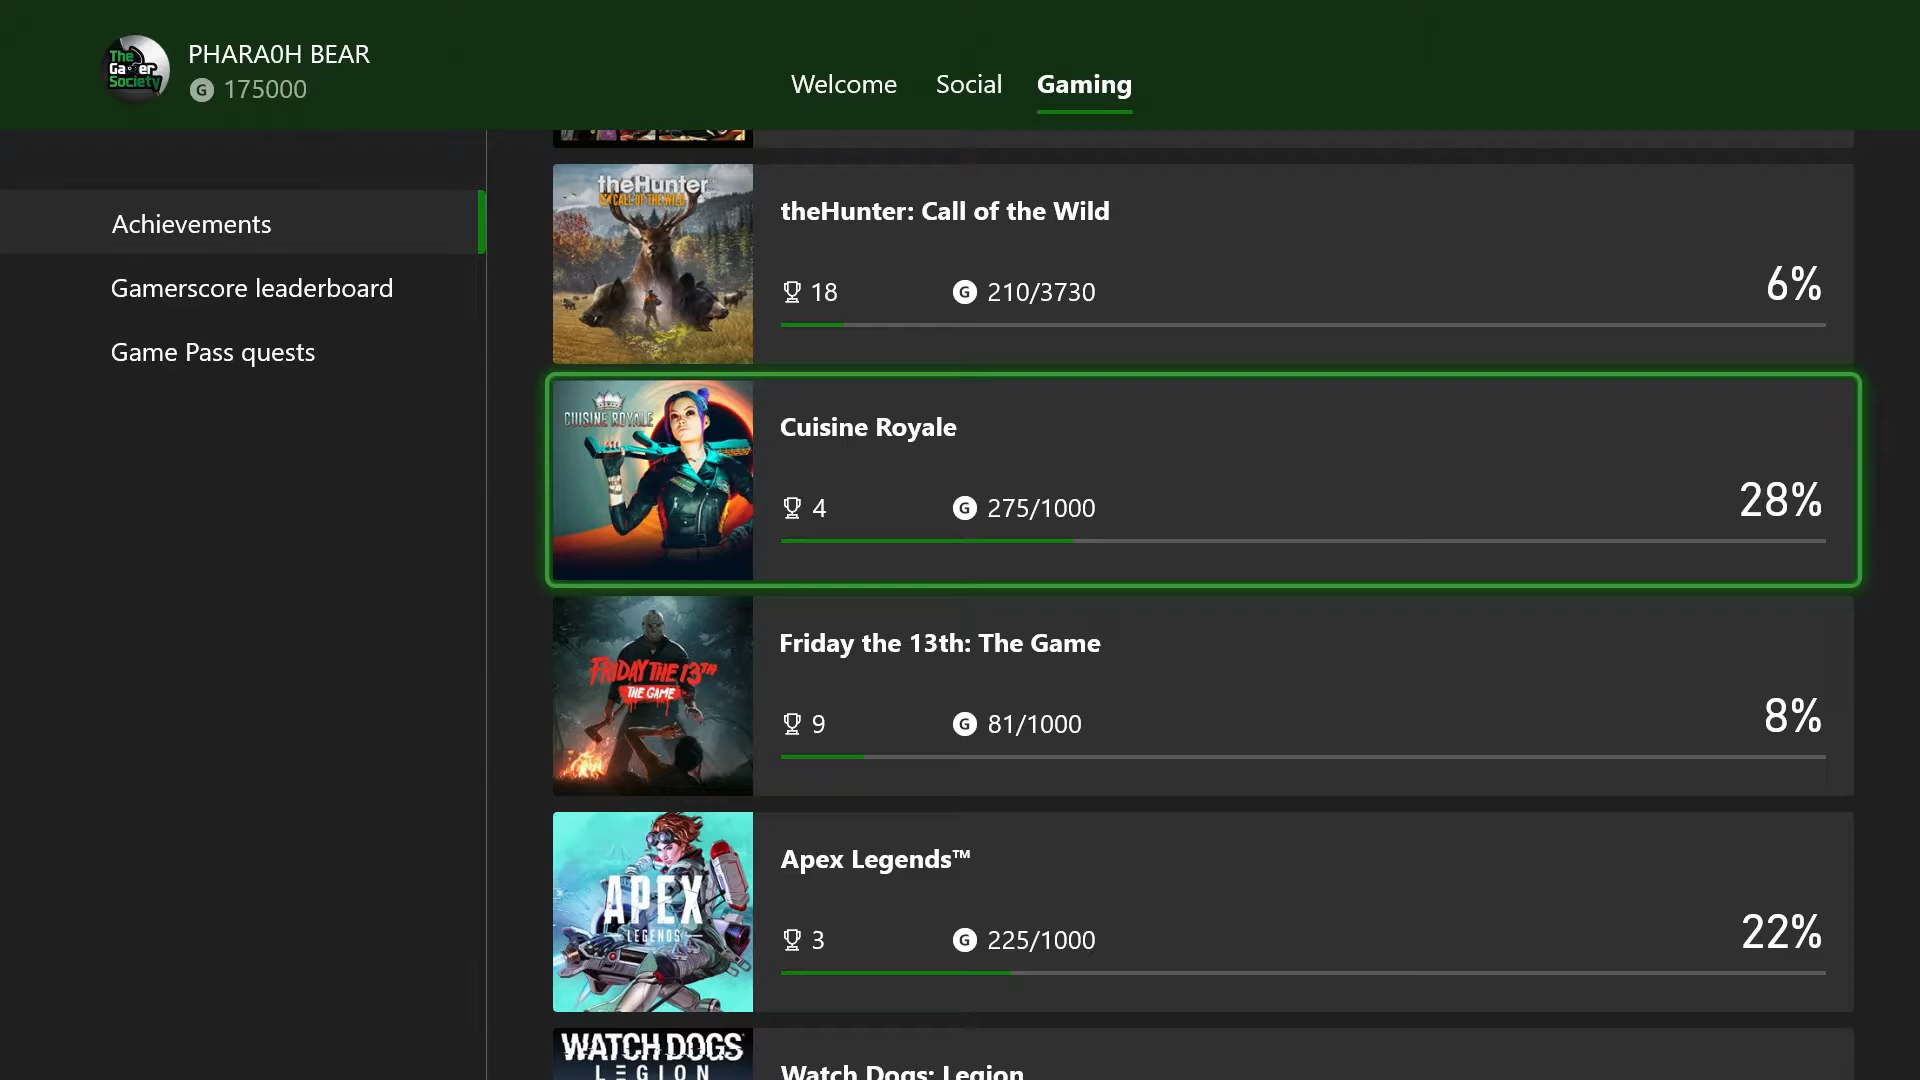 The
Gamer
Society
PHARA0H BEAR
G 175000
Welcome
Social
Gaming
Achievements
Gamerscore leaderboard
Game Pass quests
theHunter
CALL OF THE WILD
theHunter: Call of the Wild
18
G 210/3730
6%
CUISINE ROYALE
Cuisine Royale
4
G 275/1000
28%
FRIDAY THE 13TH
THE GAME
Friday the 13th: The Game
9
G 81/1000
8%
APEX
LEGENDS
Apex Legends™
3
G 225/1000
22%
WATCH DOGS
LEGION
Watch Dogs: Legion